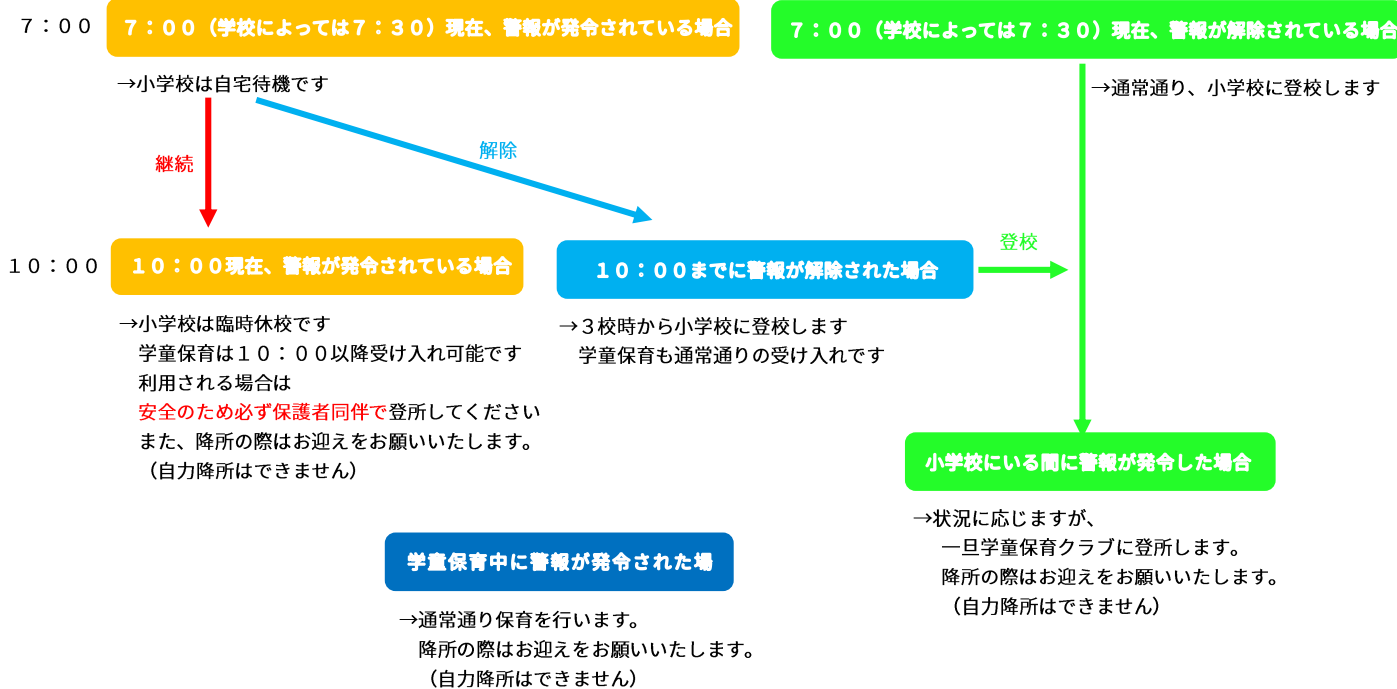 ７：００
７：００（学校によっては７：３０）現在、警報が発令されている場合
７：００（学校によっては７：３０）現在、警報が解除されている場合
→小学校は自宅待機です
→通常通り、小学校に登校します
継続
解除
登校
１０：００
１０：００現在、警報が発令されている場合
１０：００までに警報が解除された場合
→小学校は臨時休校です
学童保育は１０：００以降受け入れ可能です
利用される場合は
安全のため必ず保護者同伴で登所してください
また、降所の際はお迎えをお願いいたします。
（自力降所はできません）
→３校時から小学校に登校します
学童保育も通常通りの受け入れです
小学校にいる間に警報が発令した場合
→状況に応じますが、
一旦学童保育クラブに登所します。
降所の際はお迎えをお願いいたします。
（自力降所はできません）
学童保育中に警報が発令された場
→通常通り保育を行います。
降所の際はお迎えをお願いいたします。
（自力降所はできません）